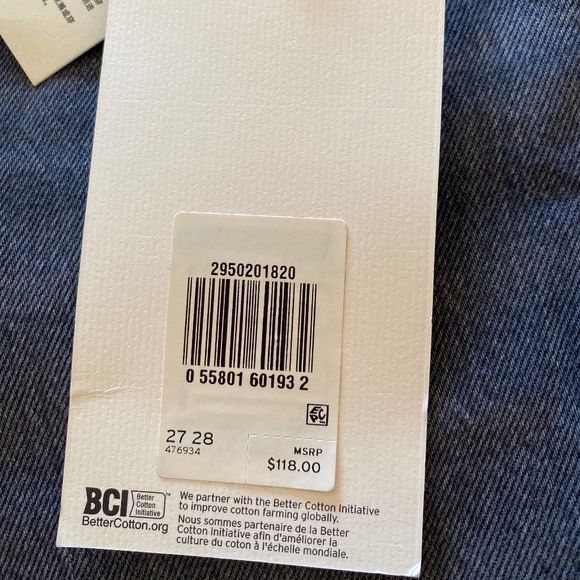 2950201820
0 55801 60193 2
EPC
27 28
476934
MSRP
$118.00
BCI Better Cotton Initiative™
BetterCotton.org
We partner with the Better Cotton Initiative
to improve cotton farming globally.
Nous sommes partenaire de la Better
Cotton initiative afin d'améliorer la
culture du coton à l'échelle mondiale.